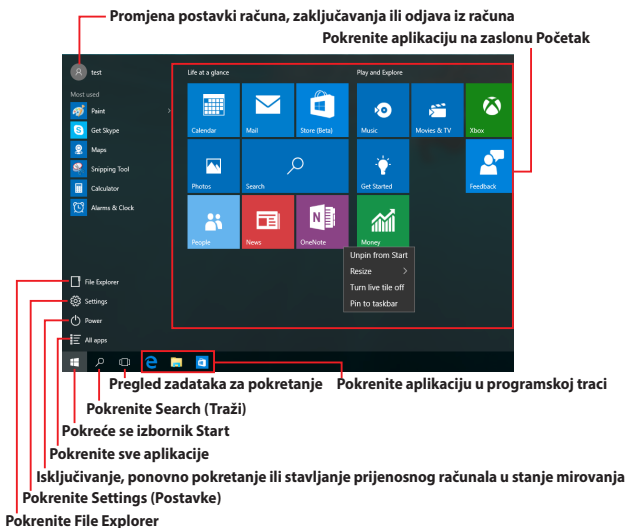 Promjena postavki računa, zaključavanja ili odjava iz računa
Pokrenite aplikaciju na zaslonu Početak
test
Life at a glance
Play and Explore
Most used
Paint
Get Skype
Maps
Snipping Tool
Calculator
Alarms & Clock
Calendar
Mail
Store (Beta)
Music
Movies & TV
Xbox
Photos
Search
Get Started
Feedback
People
News
OneNote
Money
Unpin from Start
Resize
Turn live tile off
Pin to taskbar
File Explorer
Settings
Power
All apps
Pregled zadataka za pokretanje
Pokrenite aplikaciju u programskoj traci
Pokrenite Search (Traži)
Pokreće se izbornik Start
Pokrenite sve aplikacije
Isključivanje, ponovno pokretanje ili stavljanje prijenosnog računala u stanje mirovanja
Pokrenite Settings (Postavke)
Pokrenite File Explorer